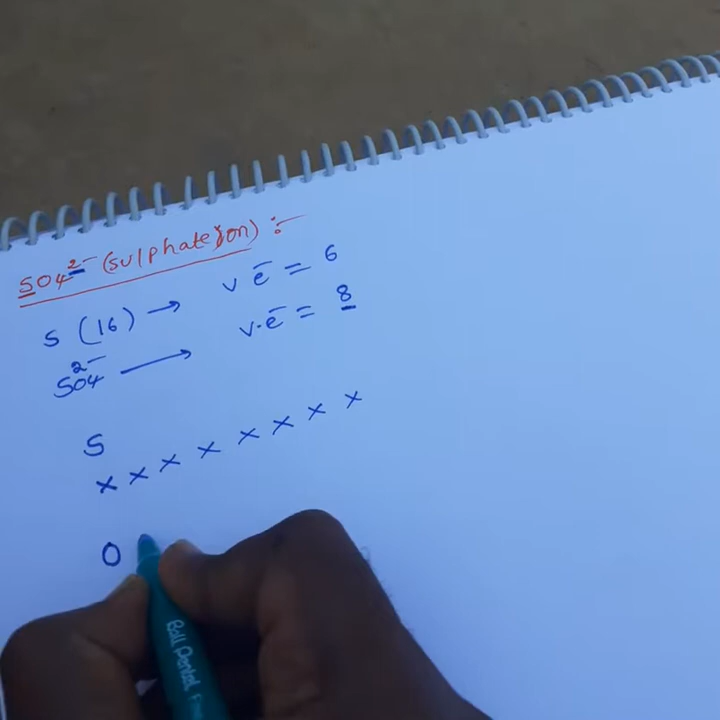 SO4²⁻ (sulphate ion) :-
S (16) → v e⁻ = 6
SO4²⁻ → v.e⁻ = 8
S
x x x x x x x x
O
Ball Pentel